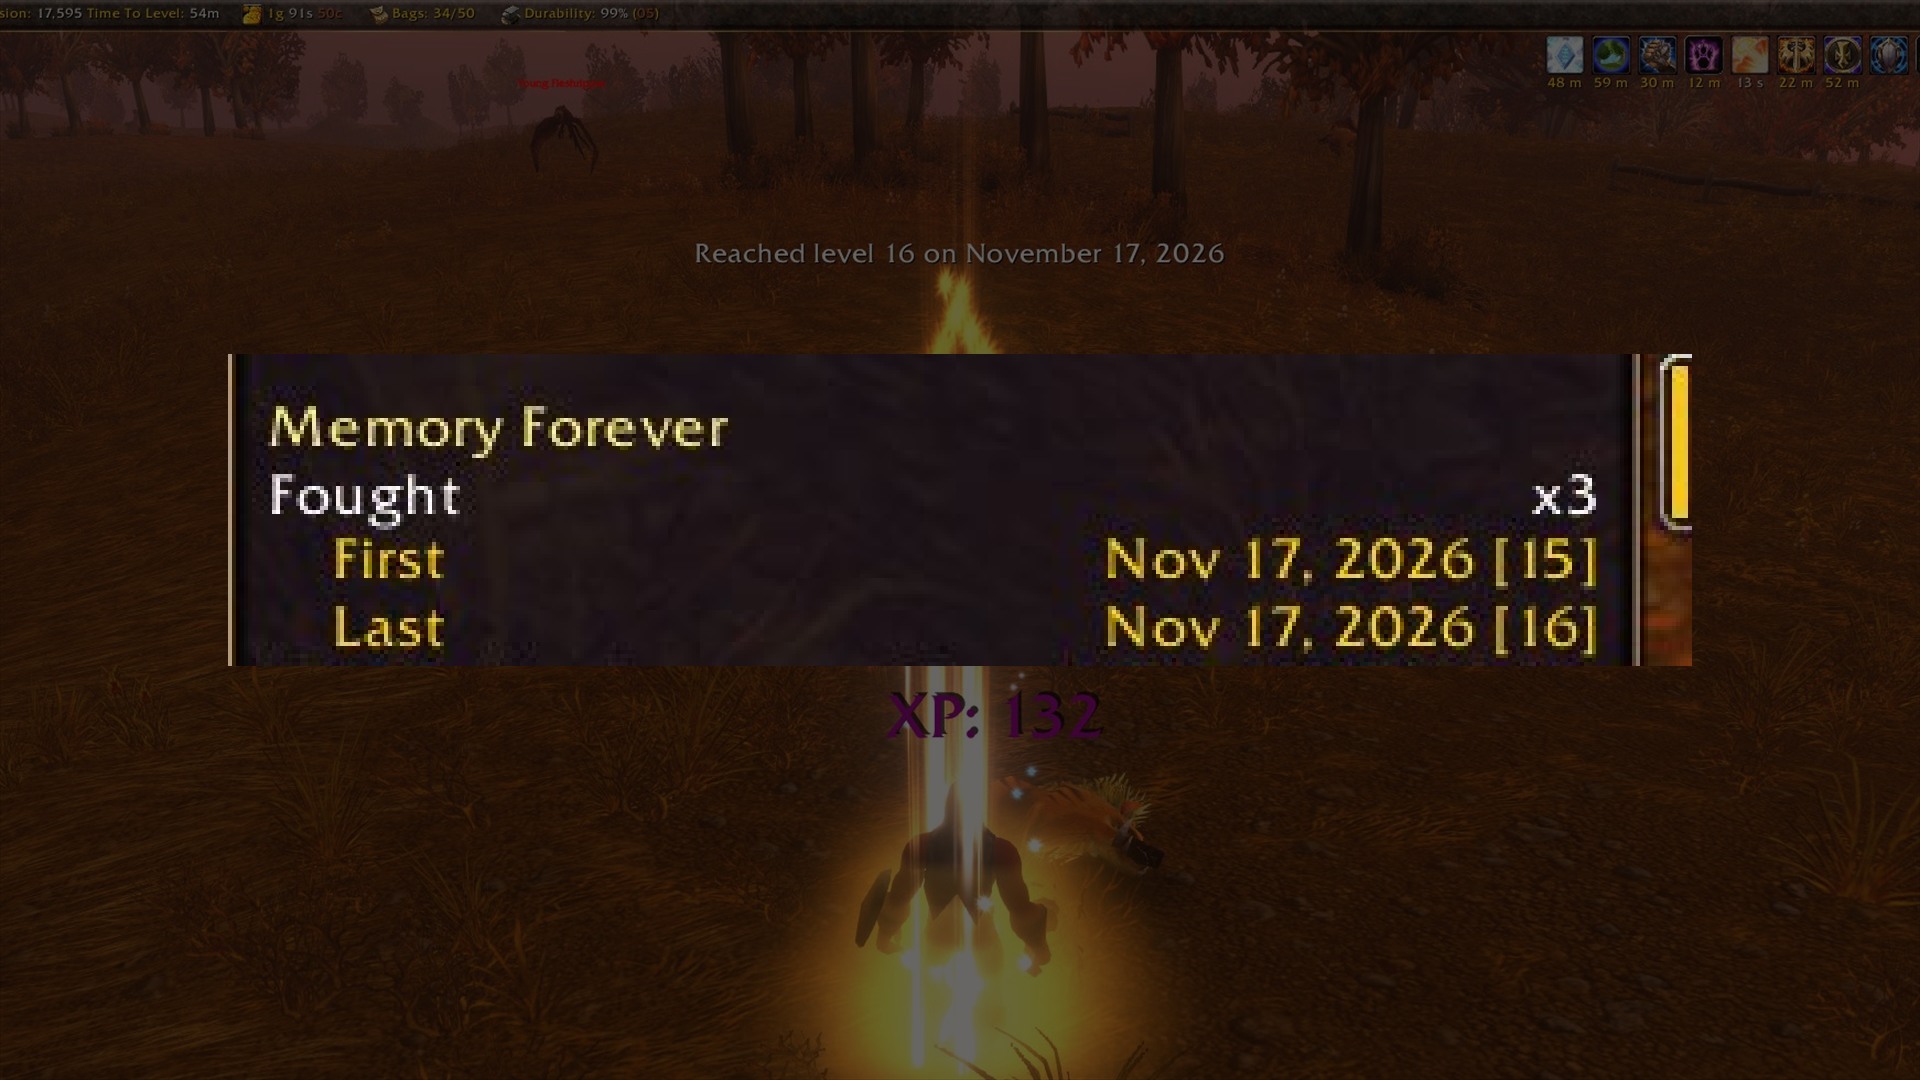 sion: 17,595 Time To Level: 54m 1g 91s 50c Bags: 34/50 Durability: 99% (05)
48 m 59 m 30 m 12 m 13 s 22 m 52 m
Young
Reached level 16 on November 17, 2026
Memory Forever
Fought x3
First Nov 17, 2026 [15]
Last Nov 17, 2026 [16]
XP: 132